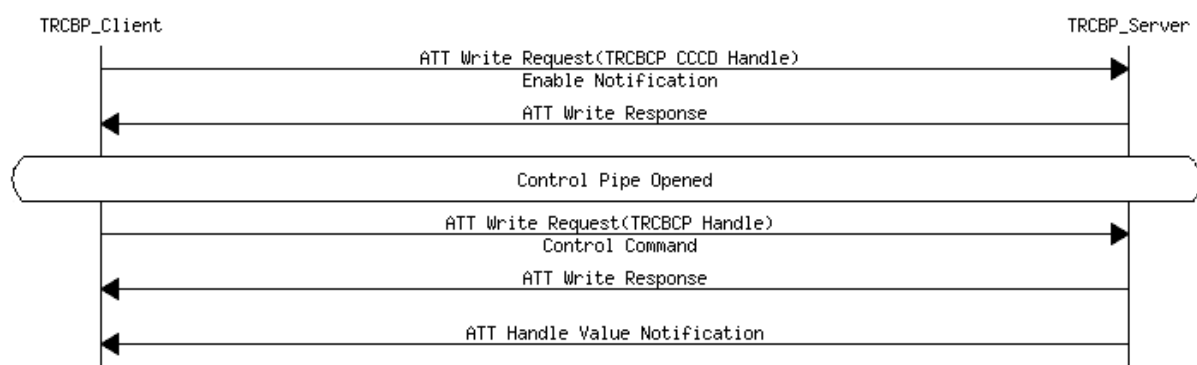 TRCBP_Client
TRCBP_Server
ATT Write Request(TRCBCP CCCD Handle)
Enable Notification
ATT Write Response
Control Pipe Opened
ATT Write Request(TRCBCP Handle)
Control Command
ATT Write Response
ATT Handle Value Notification